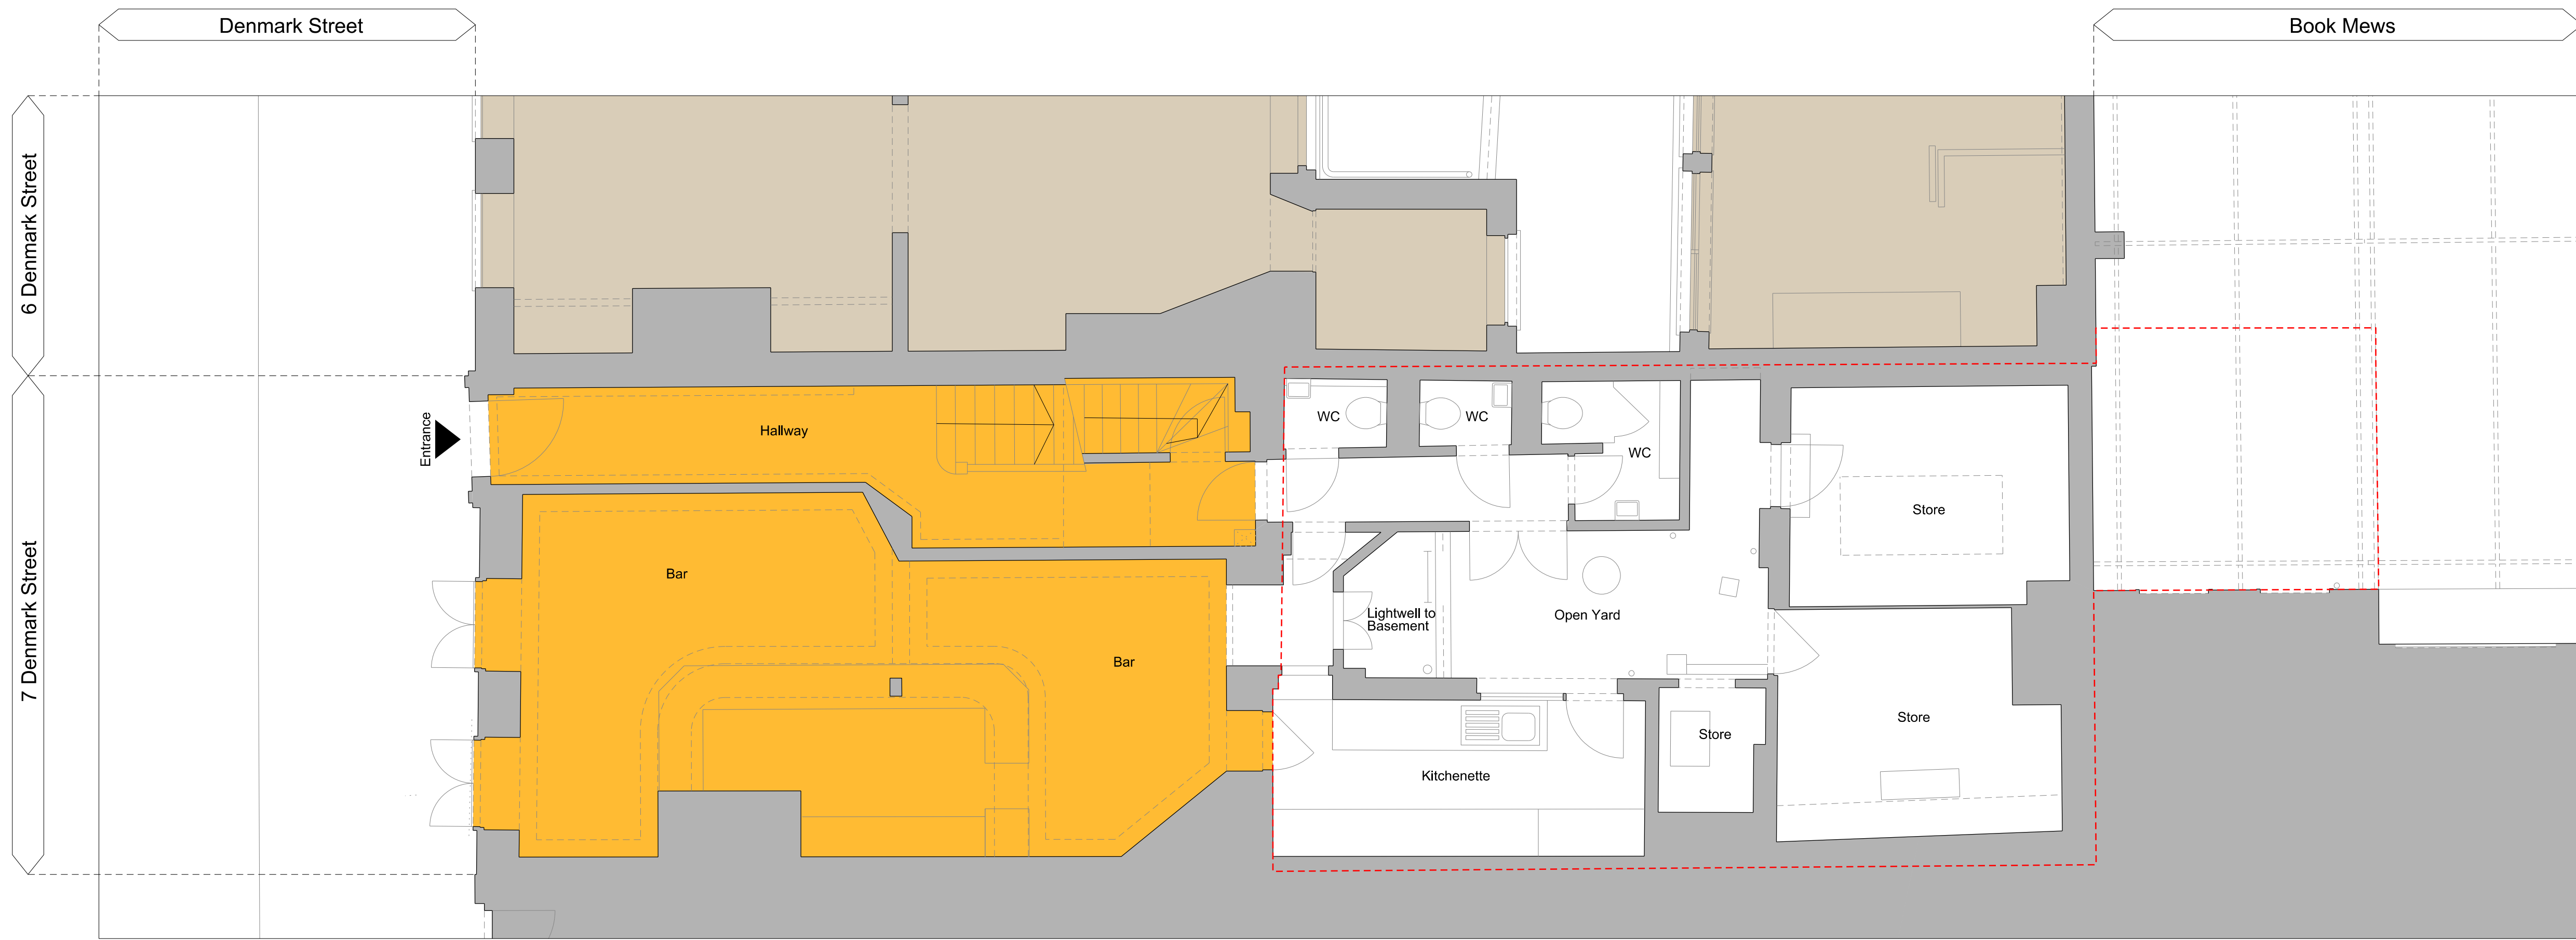 Denmark Street
Book Mews
6 Denmark Street
7 Denmark Street
Entrance
Hallway
WC
WC
WC
Store
Bar
Bar
Lightwell to
Basement
Open Yard
Store
Store
Kitchenette